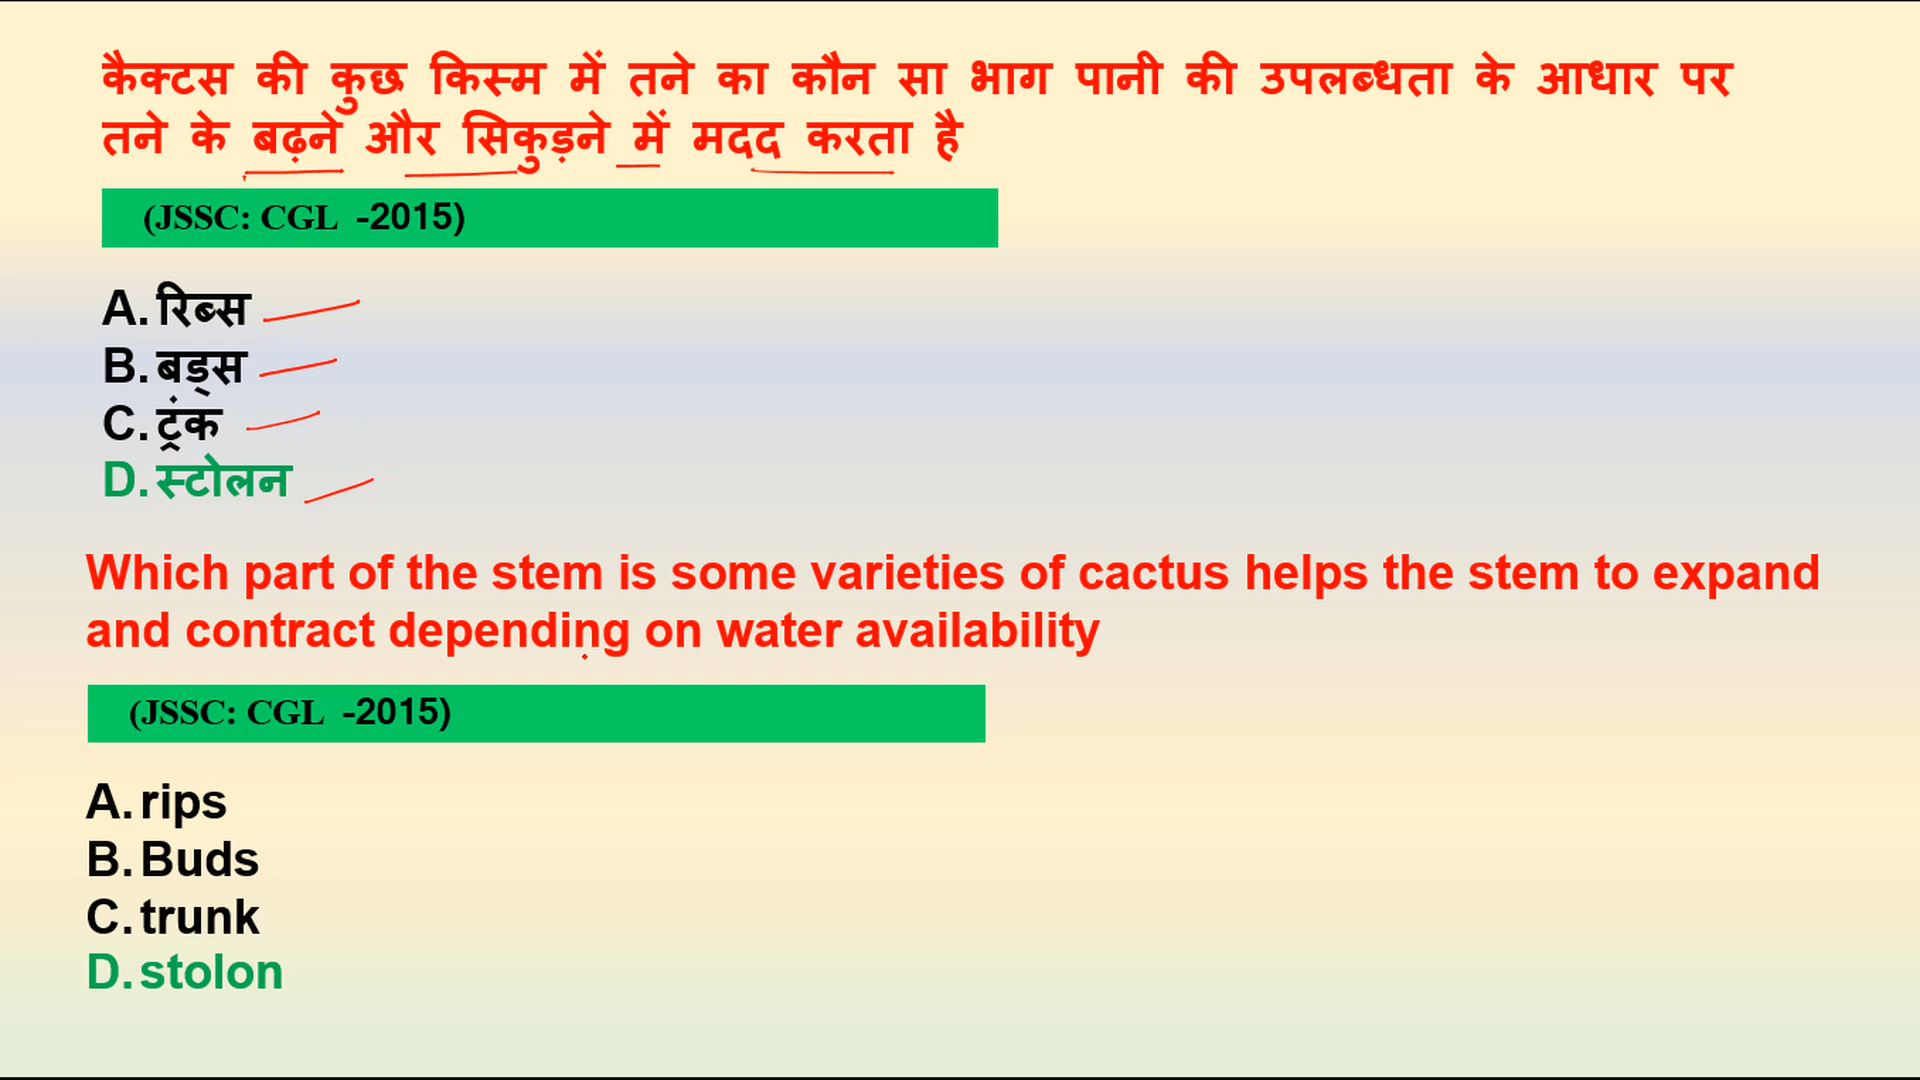 कैक्टस की कुछ किस्म में तने का कौन सा भाग पानी की उपलब्धता के आधार पर
तने के बढ़ने और सिकुड़ने में मदद करता है
(JSSC: CGL -2015)
A. रिब्स
B. बड्स
C. ट्रंक
D. स्टोलन
Which part of the stem is some varieties of cactus helps the stem to expand
and contract depending on water availability
(JSSC: CGL -2015)
A. rips
B. Buds
C. trunk
D. stolon